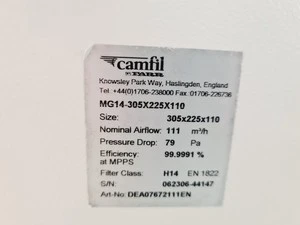 camfil
FARR
Knowsley Park Way, Haslingden, England
Tel. +44(0)1706-238000 Fax:01706-226736
MG14-305X225X110
Size: 305x225x110
Nominal Airflow: 111 m³/h
Pressure Drop: 79 Pa
Efficiency: 99.9991 %
at MPPS
Filter Class: H14 EN 1822
S/N: 062306-44147
Art-No: DEA07672111EN